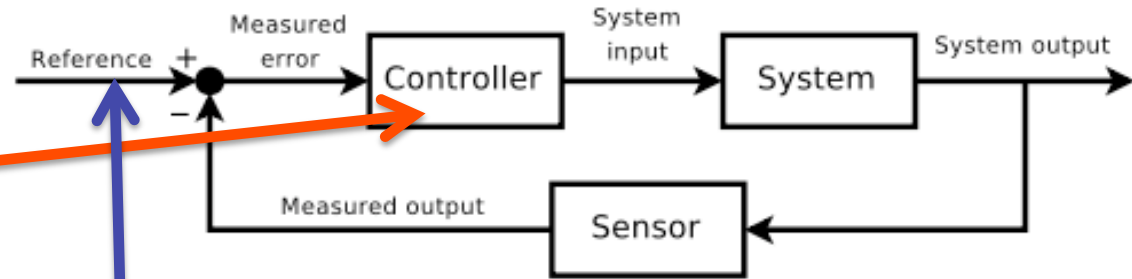 Reference
+
−
Measured
error
Controller
System
input
System
System output
Measured output
Sensor